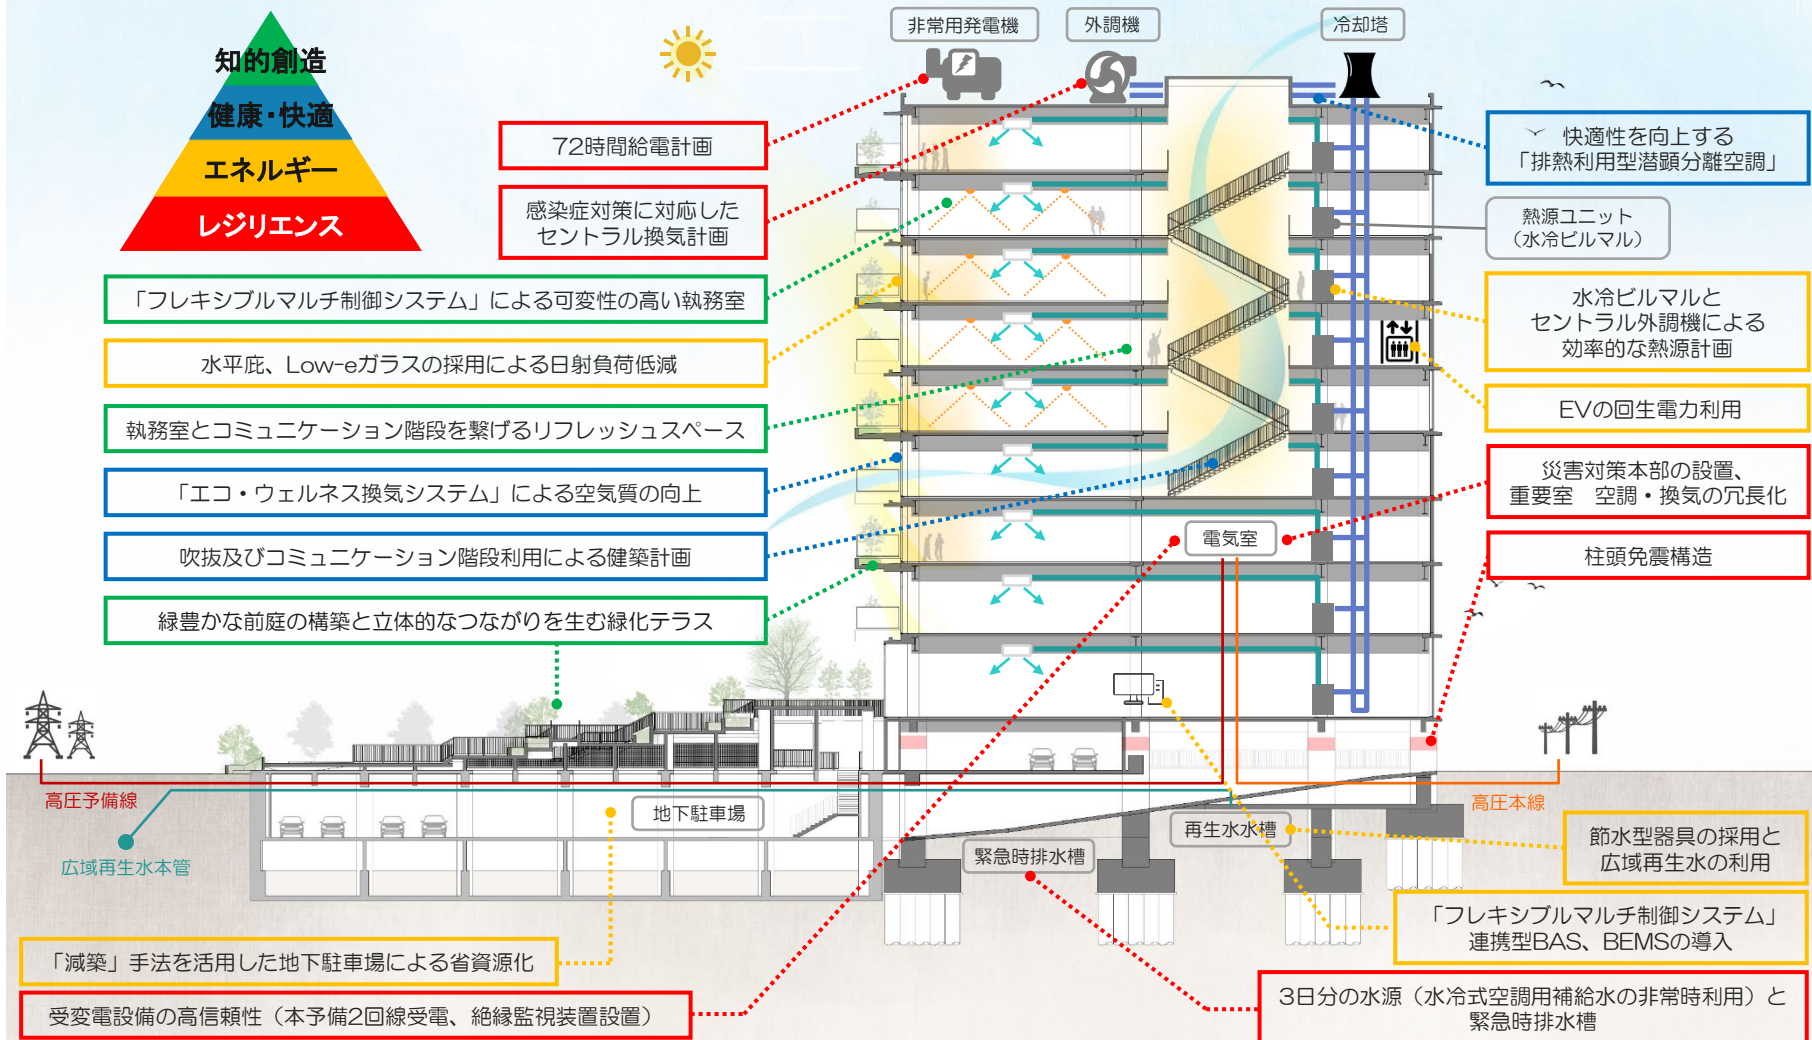 知的創造
健康・快適
エネルギー
レジリエンス
非常用発電機
外調機
冷却塔
72時間給電計画
感染症対策に対応した
セントラル換気計画
「フレキシブルマルチ制御システム」による可変性の高い執務室
水平庇、Low-eガラスの採用による日射負荷低減
執務室とコミュニケーション階段を繋げるリフレッシュスペース
「エコ・ウェルネス換気システム」による空気質の向上
吹抜及びコミュニケーション階段利用による健築計画
緑豊かな前庭の構築と立体的なつながりを生む緑化テラス
快適性を向上する
「排熱利用型潜顕分離空調」
熱源ユニット
（水冷ビルマル）
水冷ビルマルと
セントラル外調機による
効率的な熱源計画
EVの回生電力利用
災害対策本部の設置、
重要室　空調・換気の冗長化
電気室
柱頭発震構造
高圧予備線
高圧本線
広域再生水本管
地下駐車場
緊急時排水槽
再生水水槽
節水型器具の採用と
広域再生水の利用
「フレキシブルマルチ制御システム」
連携型BAS、BEMSの導入
「減築」手法を活用した地下駐車場による省資源化
受変電設備の高信頼性（本予備2回線受電、絶縁監視装置設置）
3日分の水源（水冷式空調用補給水の非常時利用）と
緊急時排水槽